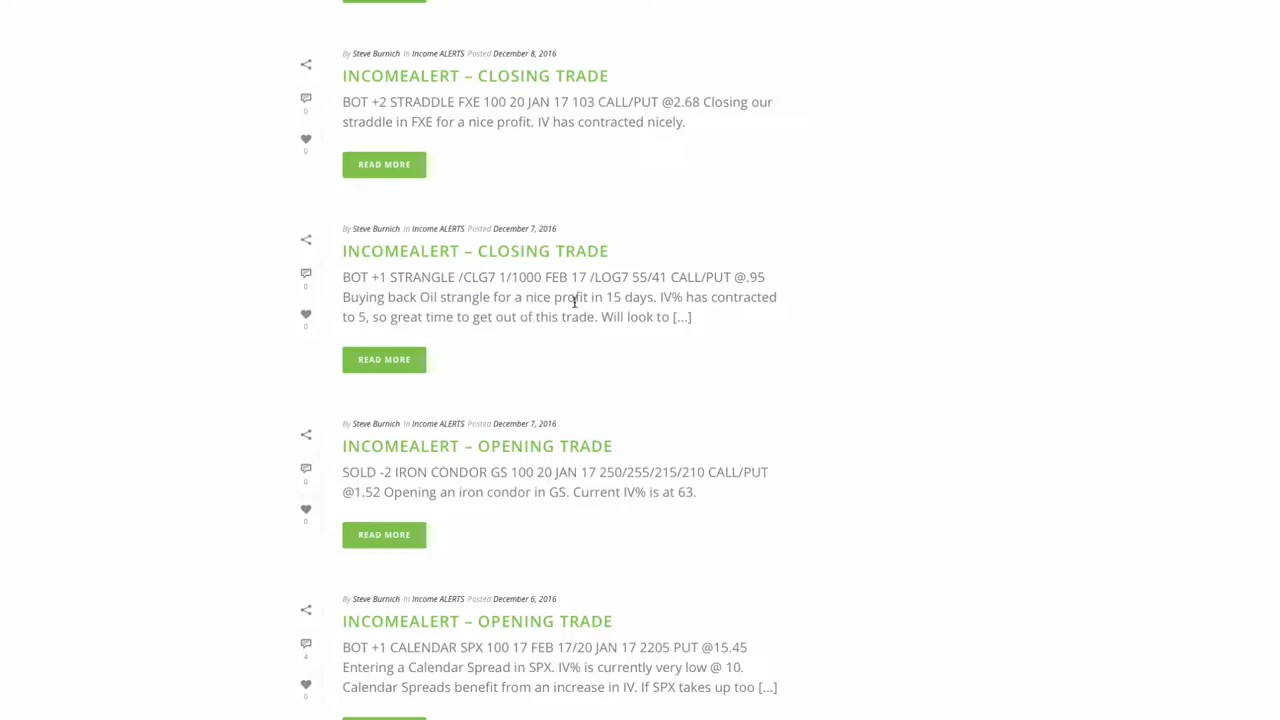 By Steve Burnich In Income ALERTS Posted December 8, 2016
INCOMEALERT – CLOSING TRADE
BOT +2 STRADDLE FXE 100 20 JAN 17 103 CALL/PUT @2.68 Closing our
straddle in FXE for a nice profit. IV has contracted nicely.
0
0
READ MORE
By Steve Burnich In Income ALERTS Posted December 7, 2016
INCOMEALERT – CLOSING TRADE
BOT +1 STRANGLE /CLG7 1/1000 FEB 17 /LOG7 55/41 CALL/PUT @.95
Buying back Oil strangle for a nice profit in 15 days. IV% has contracted
to 5, so great time to get out of this trade. Will look to [...]
0
0
READ MORE
By Steve Burnich In Income ALERTS Posted December 7, 2016
INCOMEALERT – OPENING TRADE
SOLD -2 IRON CONDOR GS 100 20 JAN 17 250/255/215/210 CALL/PUT
@1.52 Opening an iron condor in GS. Current IV% is at 63.
0
0
READ MORE
By Steve Burnich In Income ALERTS Posted December 6, 2016
INCOMEALERT – OPENING TRADE
BOT +1 CALENDAR SPX 100 17 FEB 17/20 JAN 17 2205 PUT @15.45
Entering a Calendar Spread in SPX. IV% is currently very low @ 10.
Calendar Spreads benefit from an increase in IV. If SPX takes up too [...]
4
0